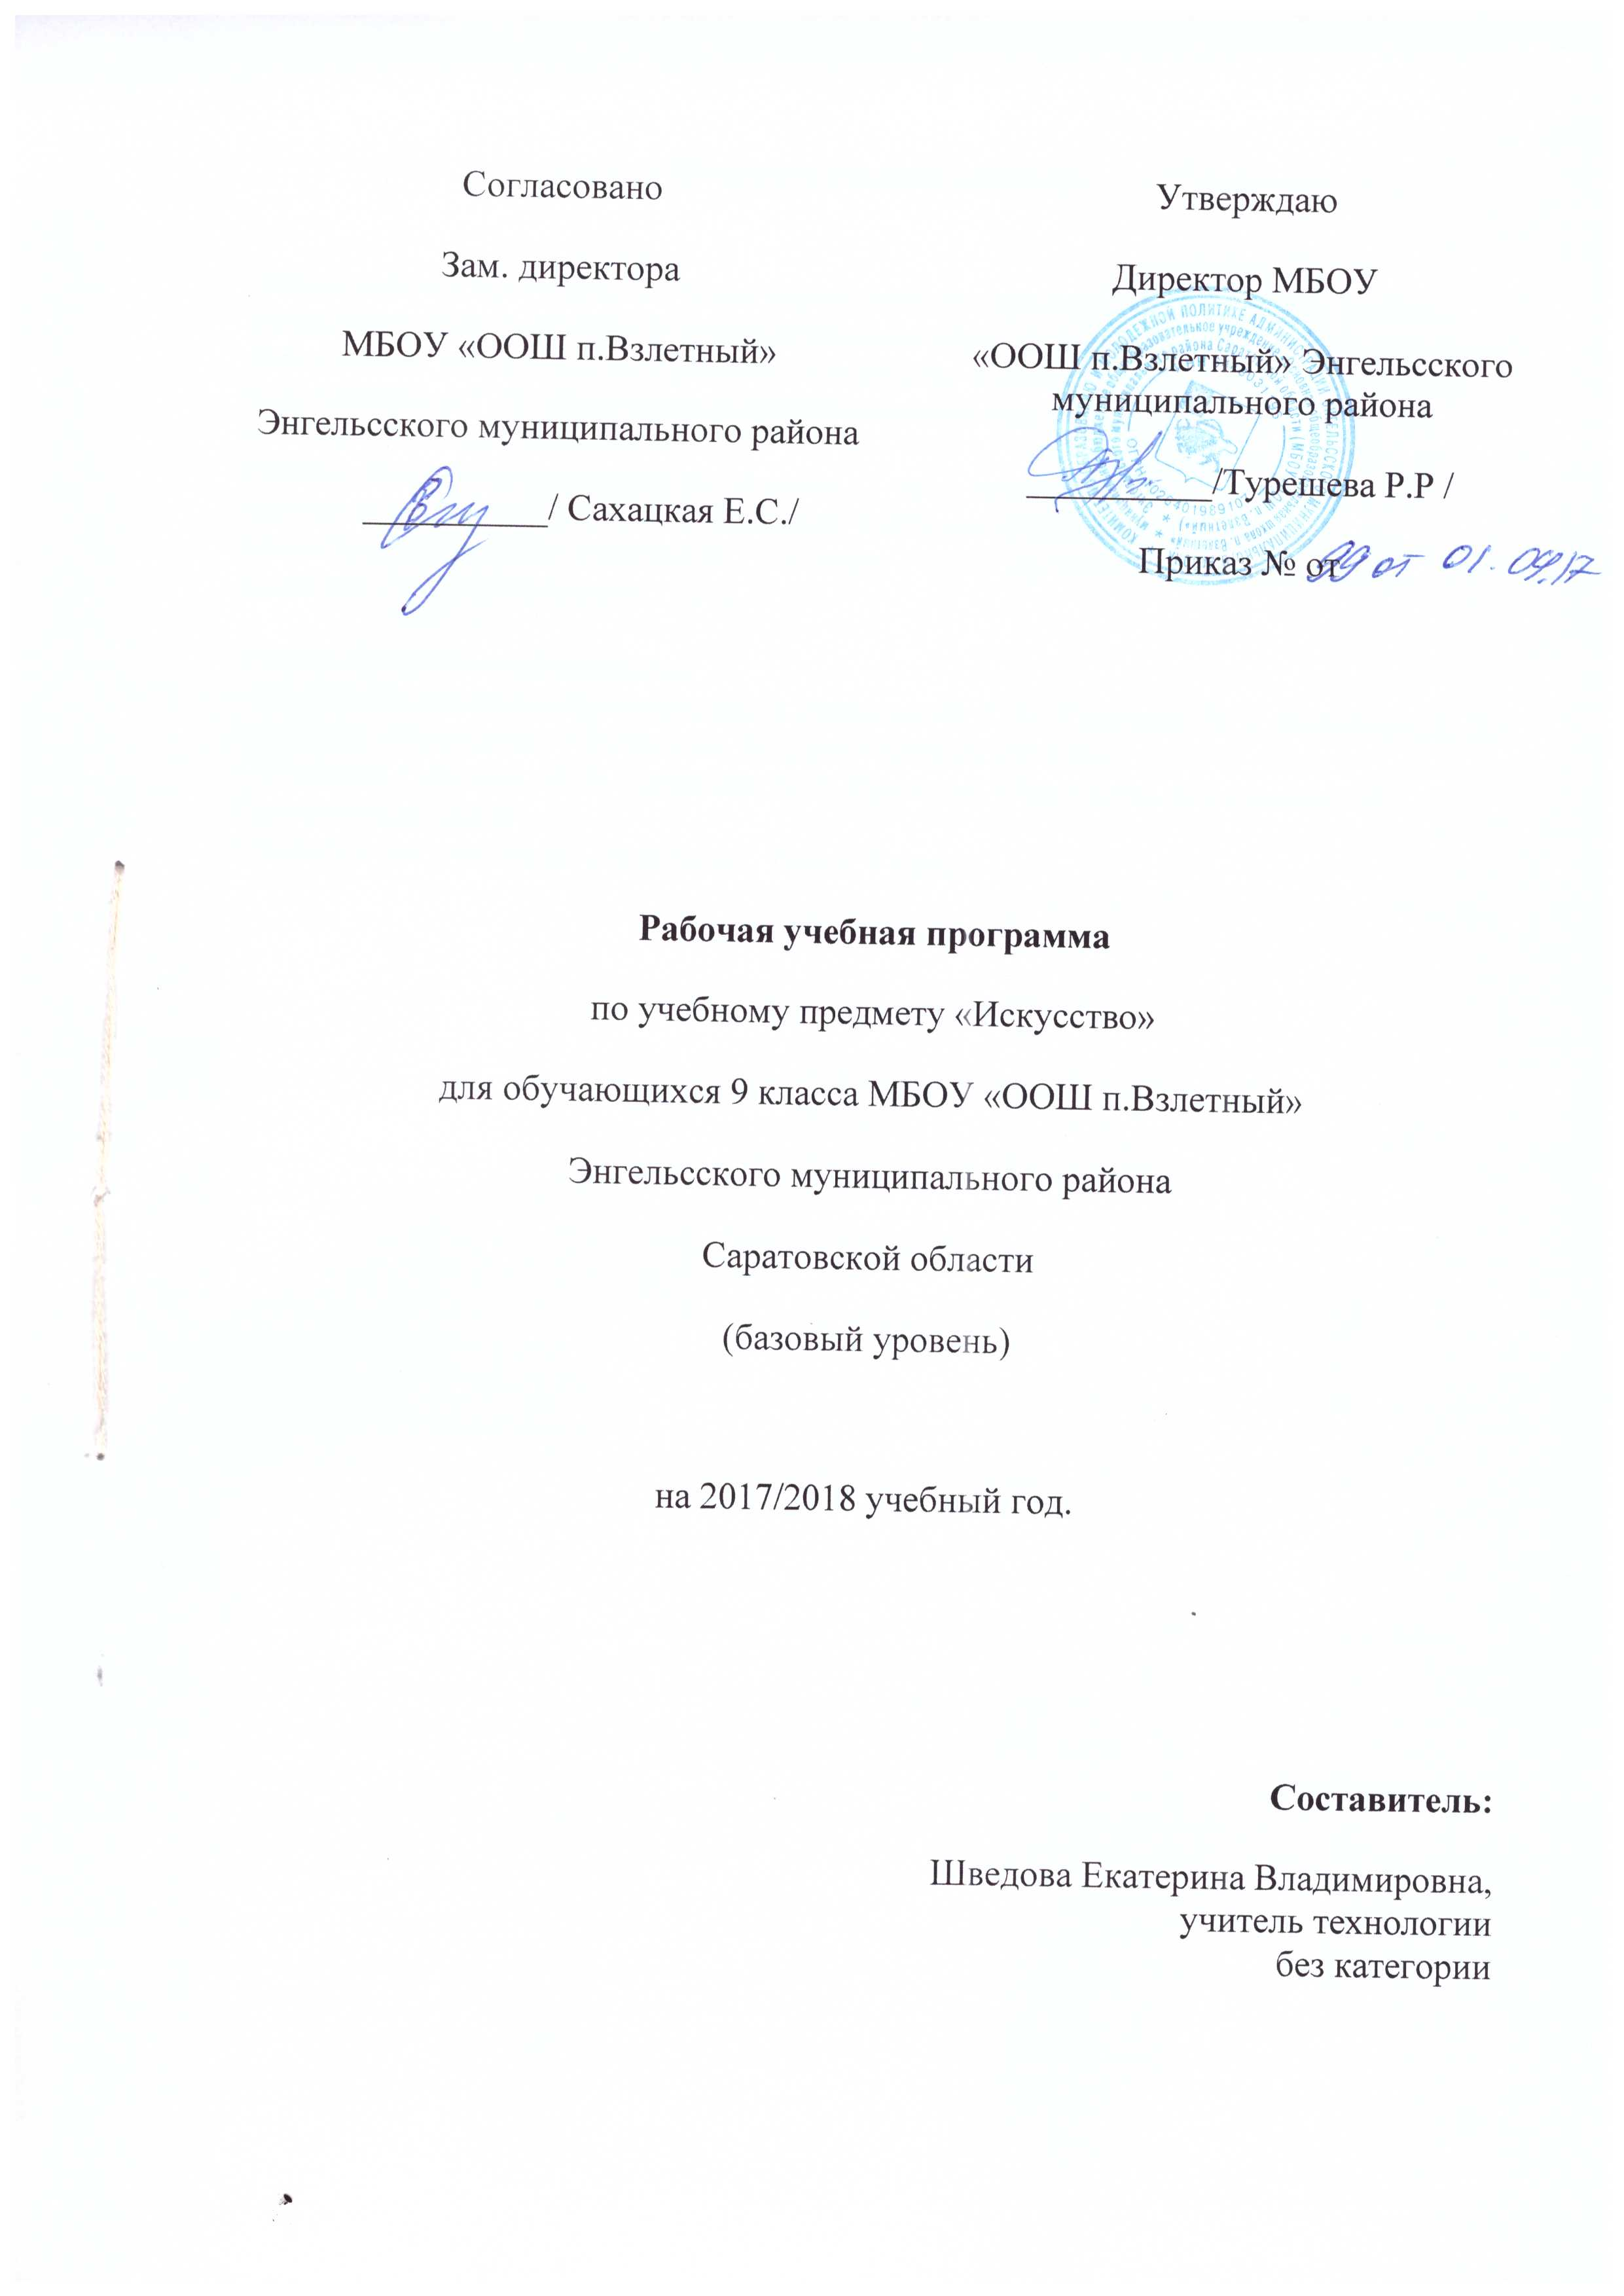 Согласовано
Зам. директора
МБОУ «ООШ п.Взлетный»
Энгельсского муниципального района
___________/ Сахацкая Е.С./
Утверждаю
Директор МБОУ
«ООШ п.Взлетный» Энгельсского
муниципального района
___________/Турешева Р.Р /
Приказ № от 99 от 01.09.17
Рабочая учебная программа
по учебному предмету «Искусство»
для обучающихся 9 класса МБОУ «ООШ п.Взлетный»
Энгельсского муниципального района
Саратовской области
(базовый уровень)
на 2017/2018 учебный год.
Составитель:
Шведова Екатерина Владимировна,
учитель технологии
без категории